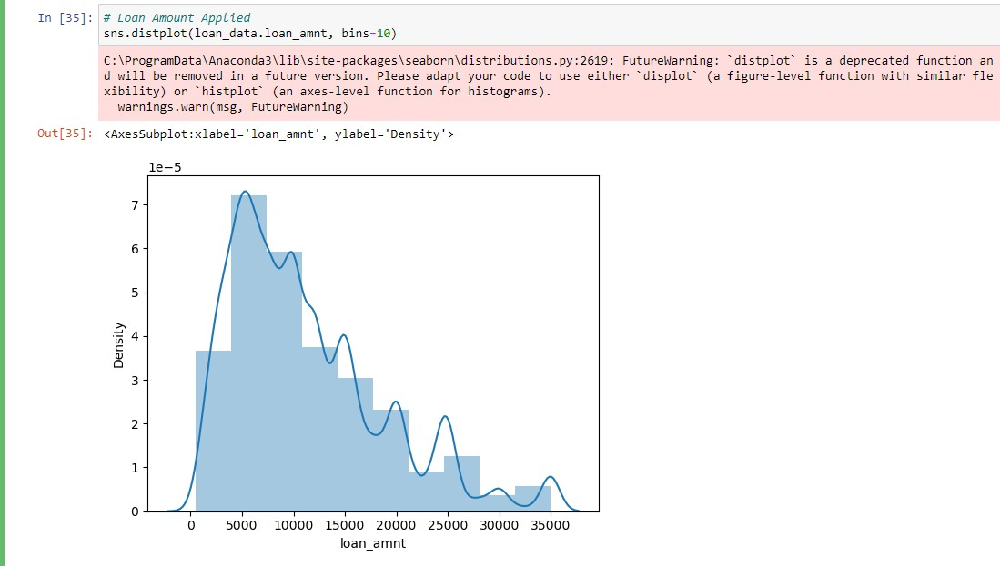 In [35]: # Loan Amount Applied
sns.distplot(loan_data.loan_amnt, bins=10)
C:\ProgramData\Anaconda3\lib\site-packages\seaborn\distributions.py:2619: FutureWarning: `distplot` is a deprecated function an
d will be removed in a future version. Please adapt your code to use either `displot` (a figure-level function with similar fle
xibility) or `histplot` (an axes-level function for histograms).
warnings.warn(msg, FutureWarning)
Out[35]: <AxesSubplot:xlabel='loan_amnt', ylabel='Density'>
1e−5
7
6
5
4
3
2
1
0
Density
0 5000 10000 15000 20000 25000 30000 35000
loan_amnt